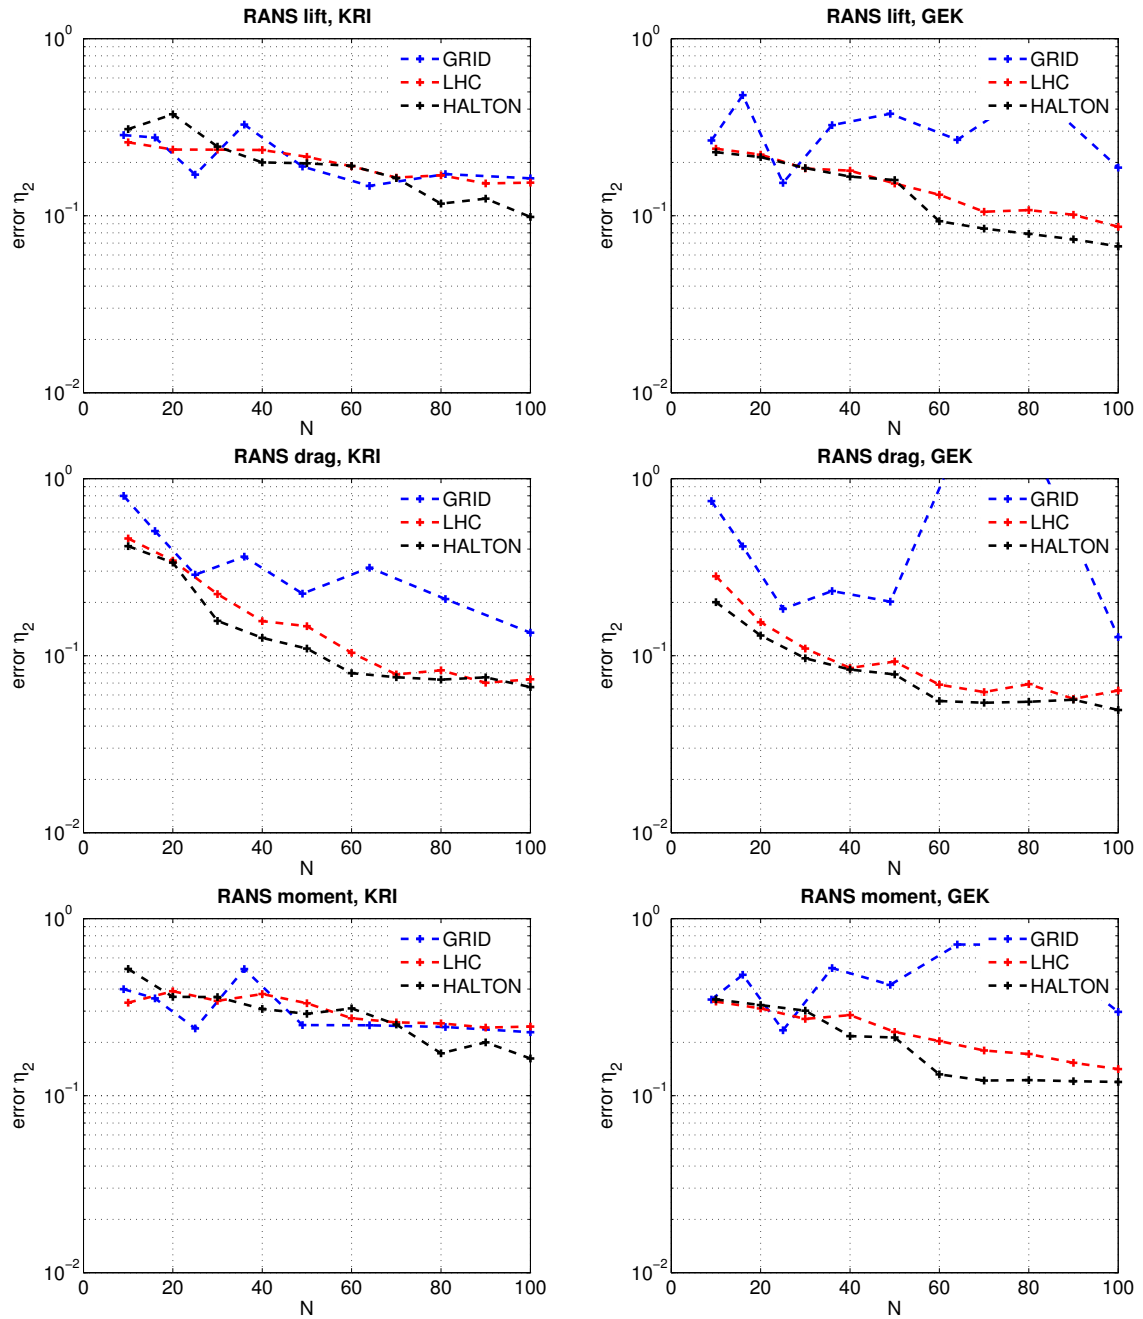 RANS lift, KRI
10^0
GRID
LHC
HALTON
error η_2
10^-1
10^-2
0 20 40 60 80 100
N
RANS lift, GEK
10^0
GRID
LHC
HALTON
error η_2
10^-1
10^-2
0 20 40 60 80 100
N
RANS drag, KRI
10^0
GRID
LHC
HALTON
error η_2
10^-1
10^-2
0 20 40 60 80 100
N
RANS drag, GEK
10^0
GRID
LHC
HALTON
error η_2
10^-1
10^-2
0 20 40 60 80 100
N
RANS moment, KRI
10^0
GRID
LHC
HALTON
error η_2
10^-1
10^-2
0 20 40 60 80 100
N
RANS moment, GEK
10^0
GRID
LHC
HALTON
error η_2
10^-1
10^-2
0 20 40 60 80 100
N